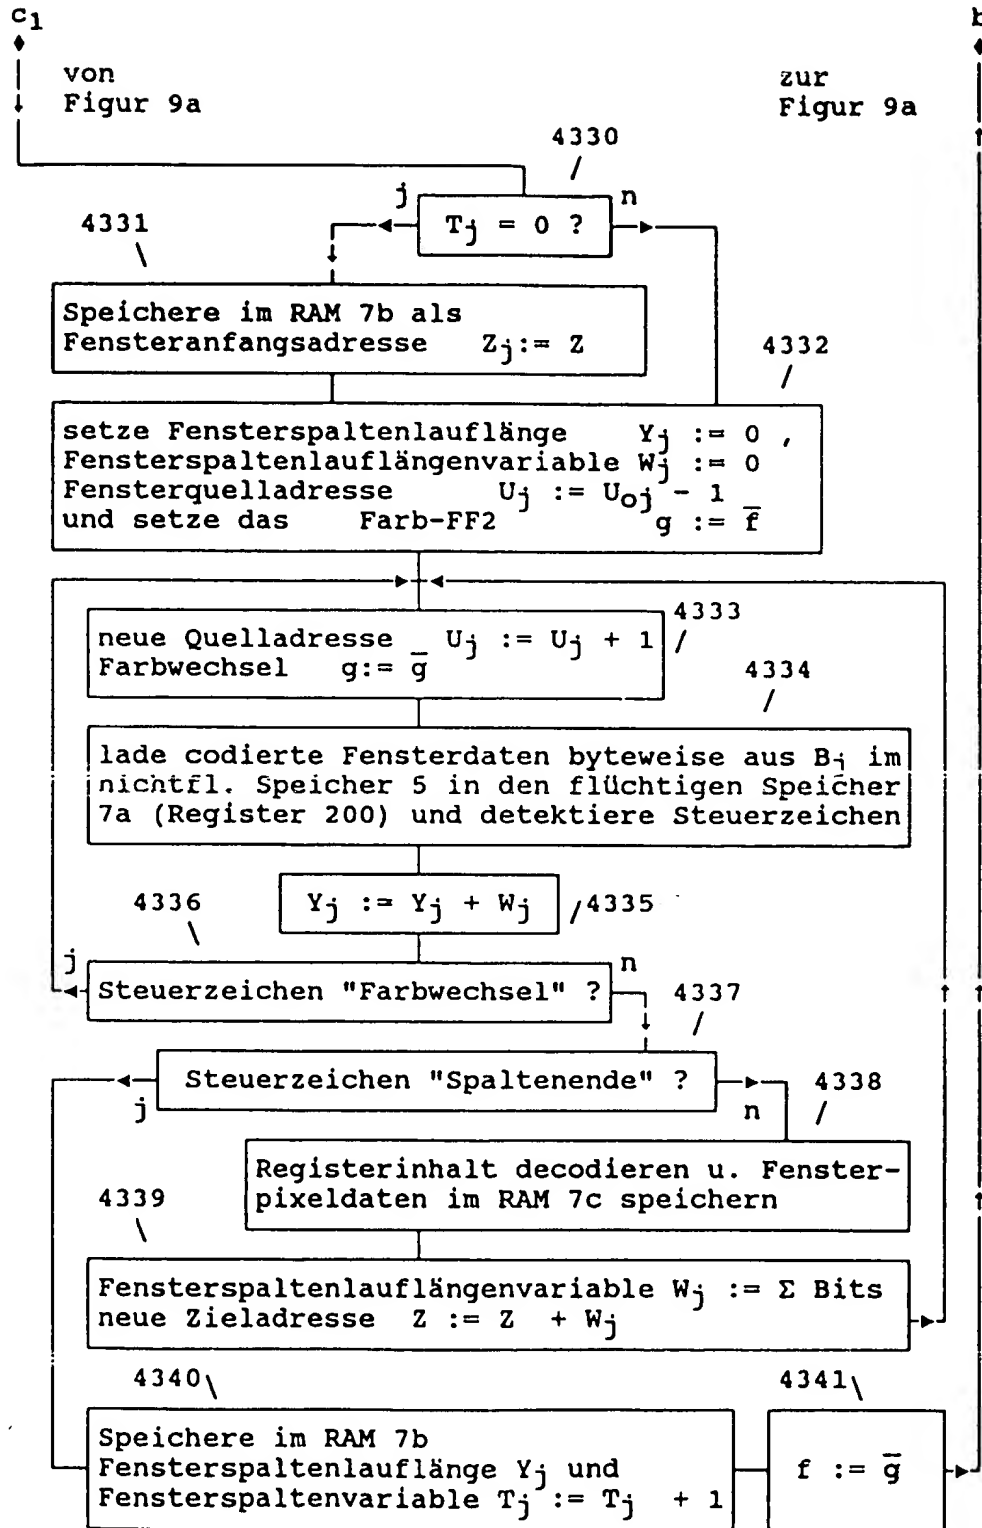 c1
b
von
Figur 9a
zur
Figur 9a
4330
j
n
Tj = 0 ?
4331
Speichere im RAM 7b als
Fensteranfangsadresse Zj:= Z
4332
setze Fensterspaltenlauflänge Yj := 0 ,
Fensterspaltenlauflängenvariable Wj := 0
Fensterquelladresse Uj := Uoj - 1
und setze das Farb-FF2 g := f̅
4333
neue Quelladresse Uj := Uj + 1
Farbwechsel g:= g̅
4334
lade codierte Fensterdaten byteweise aus Bj im
nichtfl. Speicher 5 in den flüchtigen Speicher
7a (Register 200) und detektiere Steuerzeichen
4336
Yj := Yj + Wj
4335
j
n
Steuerzeichen "Farbwechsel" ?
4337
Steuerzeichen "Spaltenende" ?
j
n
4338
Registerinhalt decodieren u. Fenster-
pixeldaten im RAM 7c speichern
4339
Fensterspaltenlauflängenvariable Wj := Σ Bits
neue Zieladresse Z := Z + Wj
4340
4341
Speichere im RAM 7b
Fensterspaltenlauflänge Yj und
Fensterspaltenvariable Tj := Tj + 1
f := g̅